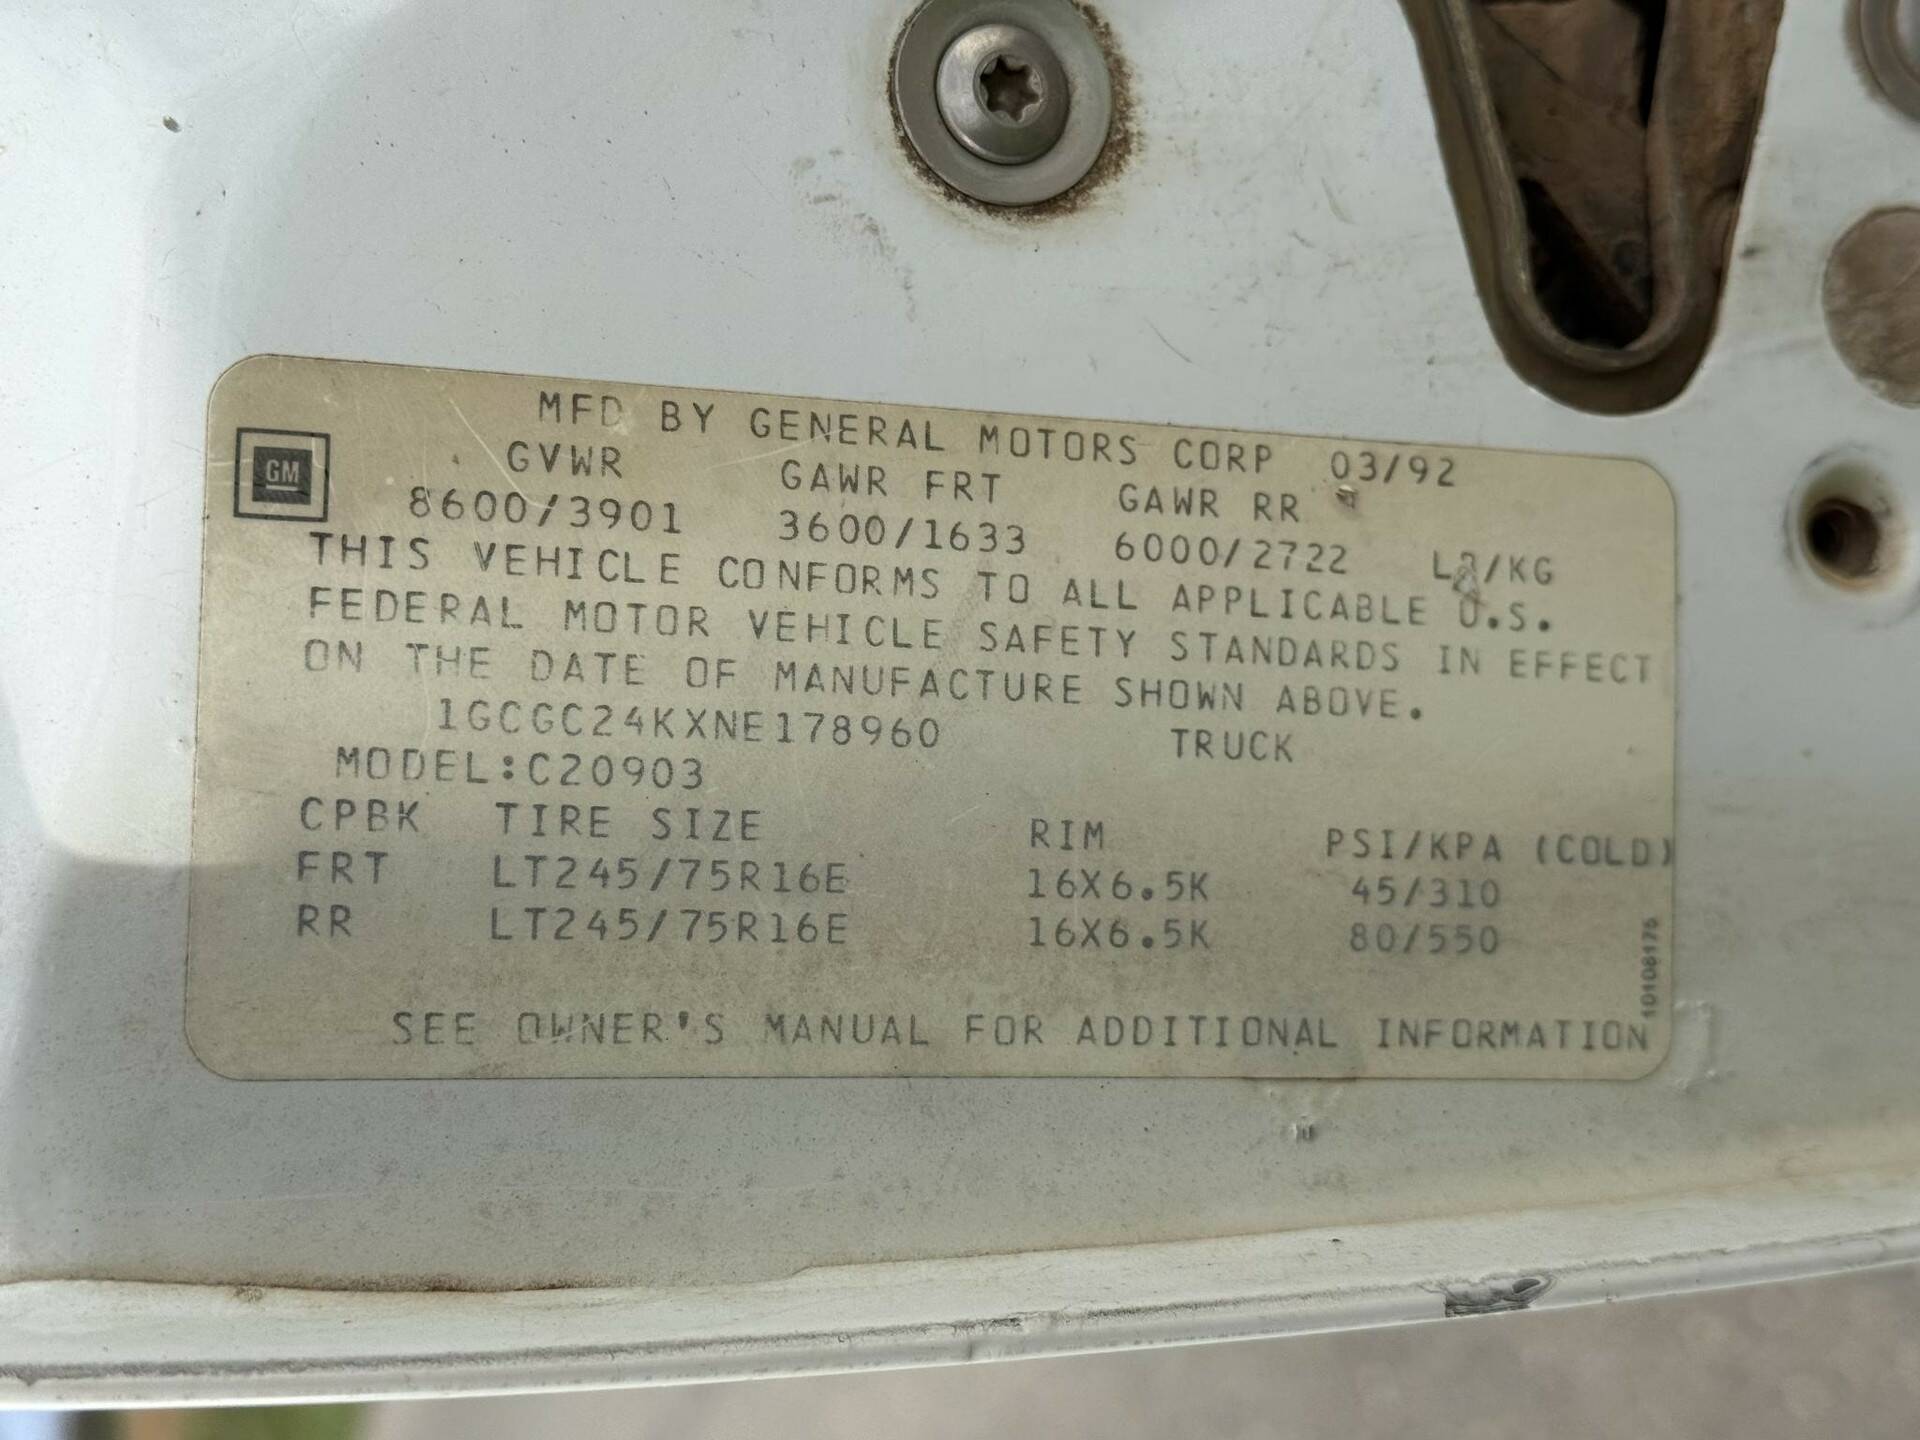 MFD BY GENERAL MOTORS CORP 03/92
GM
GVWR GAWR FRT GAWR RR
8600/3901 3600/1633 6000/2722 LB/KG
THIS VEHICLE CONFORMS TO ALL APPLICABLE U.S.
FEDERAL MOTOR VEHICLE SAFETY STANDARDS IN EFFECT
ON THE DATE OF MANUFACTURE SHOWN ABOVE.
1GCGC24KXNE178960 TRUCK
MODEL:C20903
CPBK TIRE SIZE RIM PSI/KPA (COLD)
FRT LT245/75R16E 16X6.5K 45/310
RR LT245/75R16E 16X6.5K 80/550
SEE OWNER'S MANUAL FOR ADDITIONAL INFORMATION
10108175